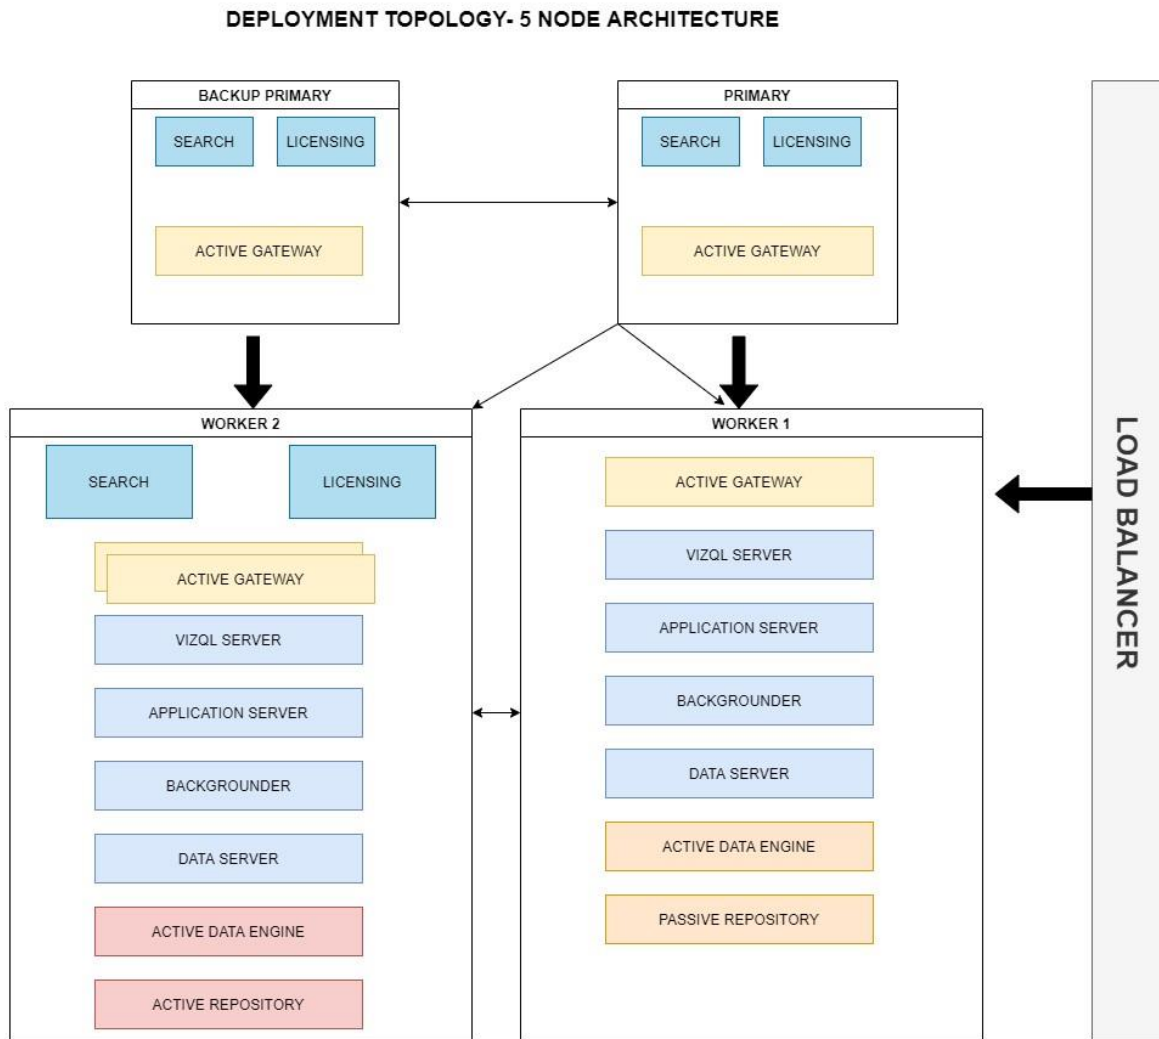 DEPLOYMENT TOPOLOGY- 5 NODE ARCHITECTURE
BACKUP PRIMARY
SEARCH
LICENSING
ACTIVE GATEWAY
PRIMARY
SEARCH
LICENSING
ACTIVE GATEWAY
WORKER 2
SEARCH
LICENSING
ACTIVE GATEWAY
VIZQL SERVER
APPLICATION SERVER
BACKGROUNDER
DATA SERVER
ACTIVE DATA ENGINE
ACTIVE REPOSITORY
WORKER 1
ACTIVE GATEWAY
VIZQL SERVER
APPLICATION SERVER
BACKGROUNDER
DATA SERVER
ACTIVE DATA ENGINE
PASSIVE REPOSITORY
LOAD BALANCER